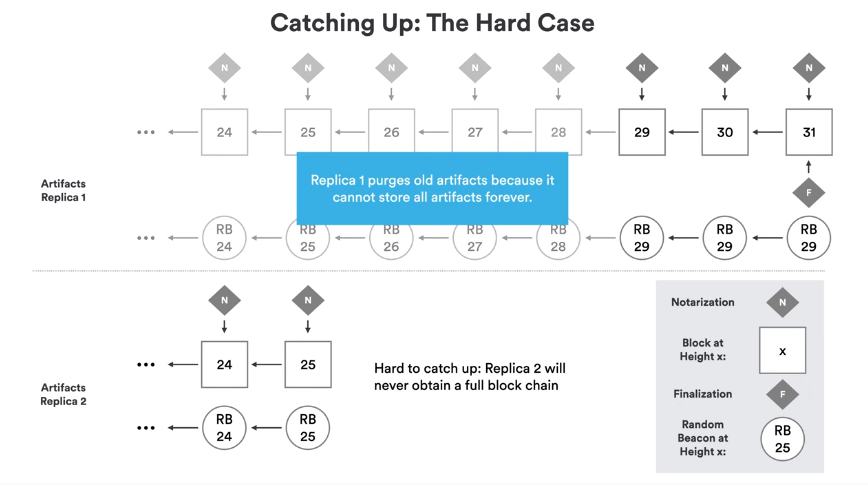 Catching Up: The Hard Case
N N N N N N N N
... 24 25 26 27 28 29 30 31
Replica 1 purges old artifacts because it
cannot store all artifacts forever.
Artifacts
Replica 1
F
... RB RB RB RB RB RB RB RB
24 25 26 27 28 29 29 29
N N
... 24 25
Hard to catch up: Replica 2 will
never obtain a full block chain
Artifacts
Replica 2
... RB RB
24 25
Notarization N
Block at
Height x: x
Finalization F
Random
Beacon at
Height x:
RB
25